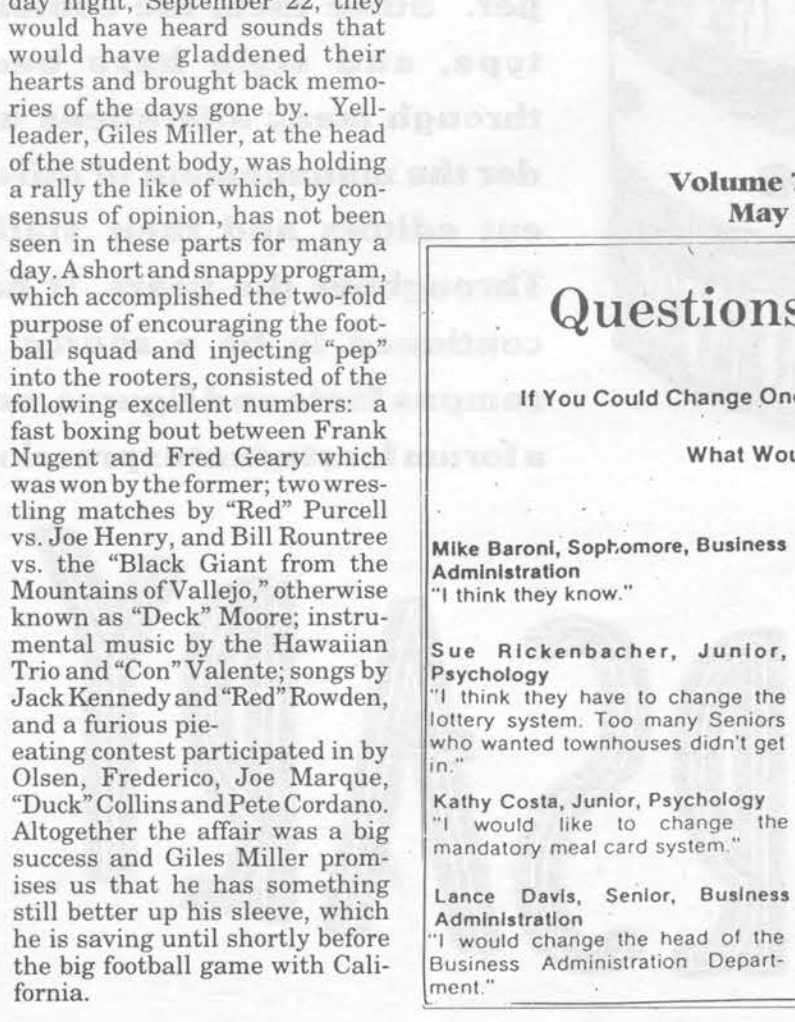 day night, September 22, they
would have heard sounds that
would have gladdened their
hearts and brought back memo-
ries of the days gone by. Yell-
leader, Giles Miller, at the head
of the student body, was holding
a rally the like of which, by con-
sensus of opinion, has not been
seen in these parts for many a
day. A short and snappy program,
which accomplished the two-fold
purpose of encouraging the foot-
ball squad and injecting “pep”
into the rooters, consisted of the
following excellent numbers: a
fast boxing bout between Frank
Nugent and Fred Geary which
was won by the former; two wres-
tling matches by “Red” Purcell
vs. Joe Henry, and Bill Rountree
vs. the “Black Giant from the
Mountains of Vallejo,” otherwise
known as “Deck” Moore; instru-
mental music by the Hawaiian
Trio and “Con” Valente; songs by
Jack Kennedy and “Red” Rowden,
and a furious pie-
eating contest participated in by
Olsen, Frederico, Joe Marque,
“Duck” Collins and Pete Cordano.
Altogether the affair was a big
success and Giles Miller prom-
ises us that he has something
still better up his sleeve, which
he is saving until shortly before
the big football game with Cali-
fornia.
Volume
May
Questions
If You Could Change One
What Wou
Mike Baroni, Sophomore, Business
Administration
"I think they know."
Sue Rickenbacher, Junior,
Psychology
"I think they have to change the
lottery system. Too many Seniors
who wanted townhouses didn't get
in."
Kathy Costa, Junior, Psychology
"I would like to change the
mandatory meal card system."
Lance Davis, Senior, Business
Administration
"I would change the head of the
Business Administration Depart-
ment."